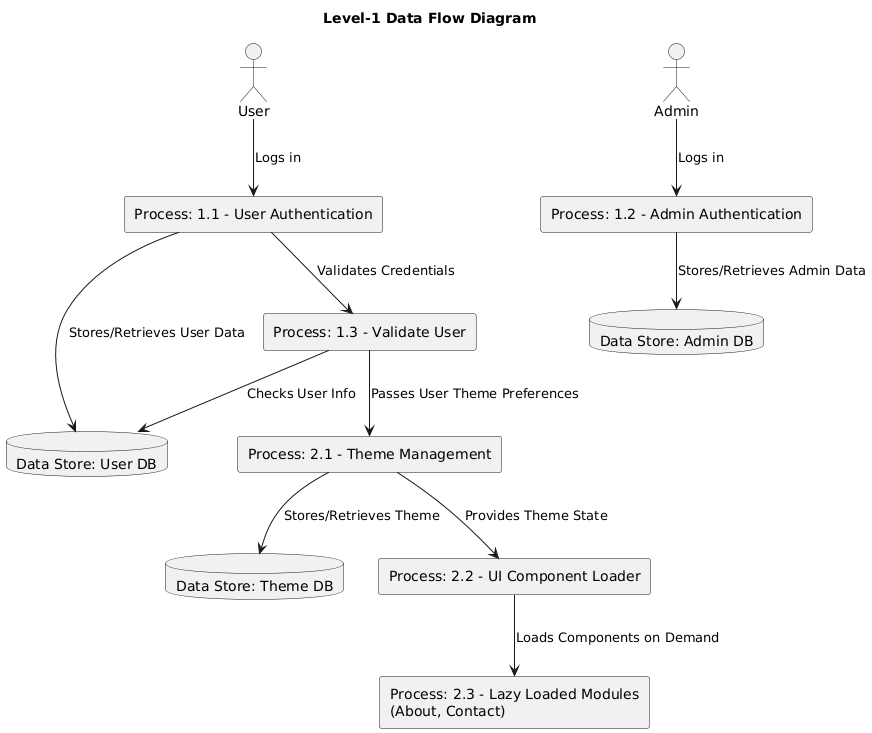 Level-1 Data Flow Diagram
User
Admin
Logs in
Logs in
Process: 1.1 - User Authentication
Process: 1.2 - Admin Authentication
Validates Credentials
Stores/Retrieves Admin Data
Stores/Retrieves User Data
Process: 1.3 - Validate User
Data Store: Admin DB
Checks User Info
Passes User Theme Preferences
Data Store: User DB
Process: 2.1 - Theme Management
Stores/Retrieves Theme
Provides Theme State
Data Store: Theme DB
Process: 2.2 - UI Component Loader
Loads Components on Demand
Process: 2.3 - Lazy Loaded Modules
(About, Contact)